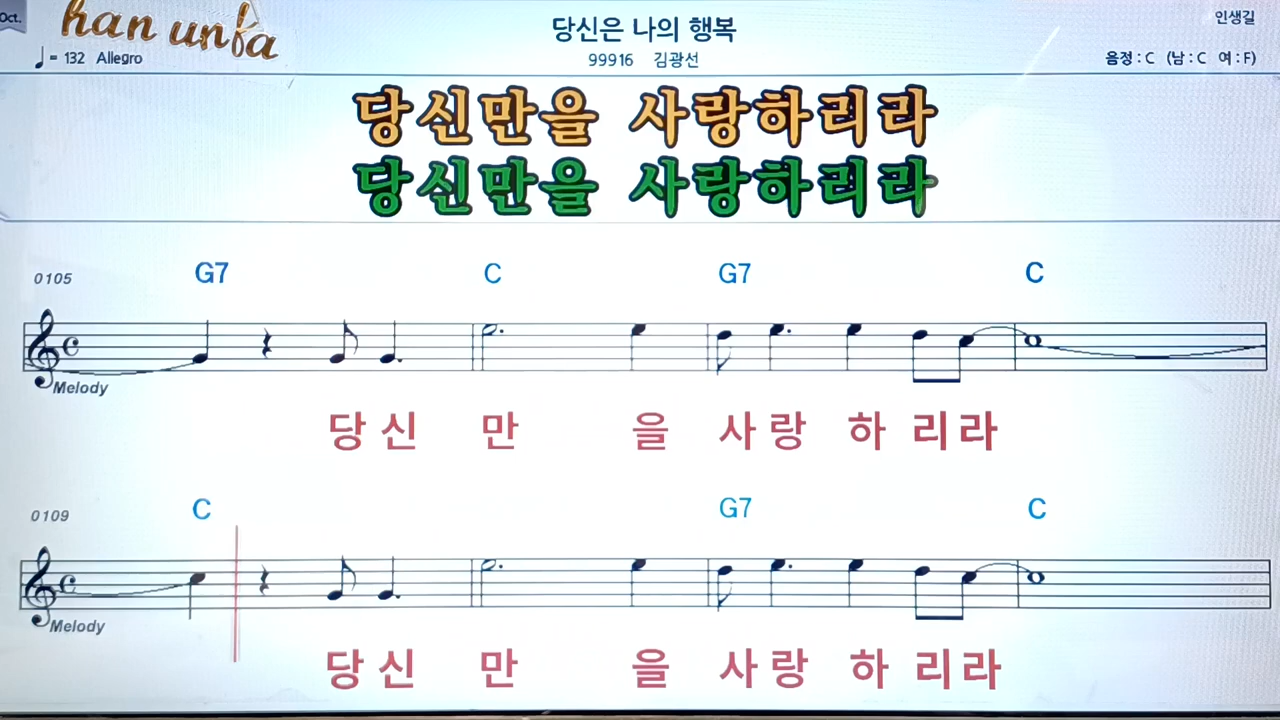 Oct.
han unfa
당신은 나의 행복
인생길
♩= 132 Allegro
99916 김광선
음정 : C (남 : C 여 : F)
당신만을 사랑하리라
당신만을 사랑하리라
0105 G7 C G7 C
Melody
당 신 만 을 사 랑 하 리 라
0109 C G7 C
Melody
당 신 만 을 사 랑 하 리 라